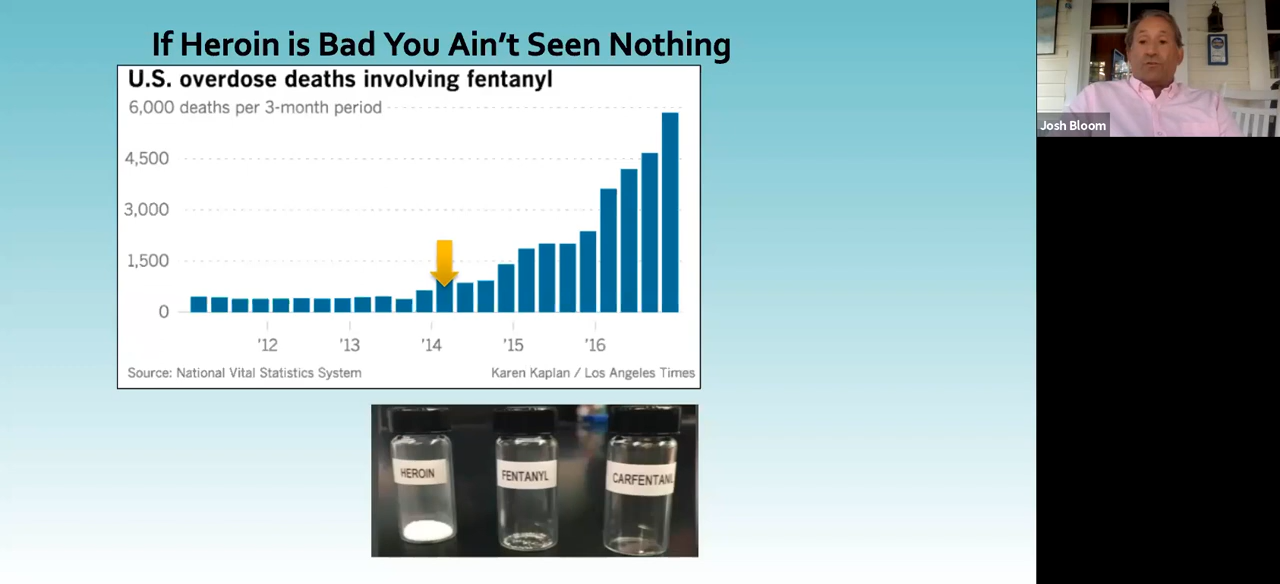 If Heroin is Bad You Ain't Seen Nothing
U.S. overdose deaths involving fentanyl
6,000 deaths per 3-month period
4,500
3,000
1,500
0
'12 '13 '14 '15 '16
Source: National Vital Statistics System Karen Kaplan / Los Angeles Times
HEROIN FENTANYL CARFENTANIL
Josh Bloom